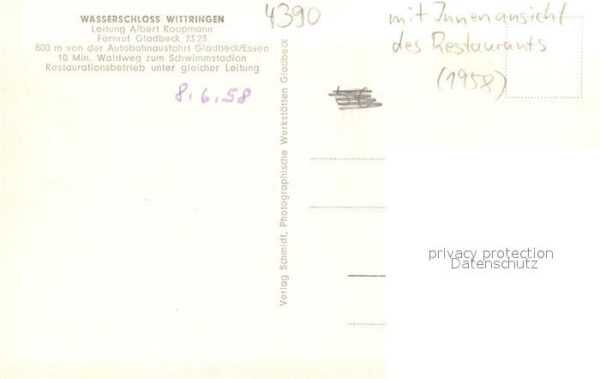 WASSERSCHLOSS WITTRINGEN
Leitung Albert Koopmann
Fernruf Gladbeck 23 23
800 m von der Autobahnausfahrt Gladbeck/Essen
10 Min. Waldweg zum Schwimmstadion
Restaurationsbetrieb unter gleicher Leitung
8.6.58
4390
mit Innenansicht
des Restaurants
(1958)
Verlag Schmidt, Photographische Werkstätten Gladbeck
privacy protection
Datenschutz